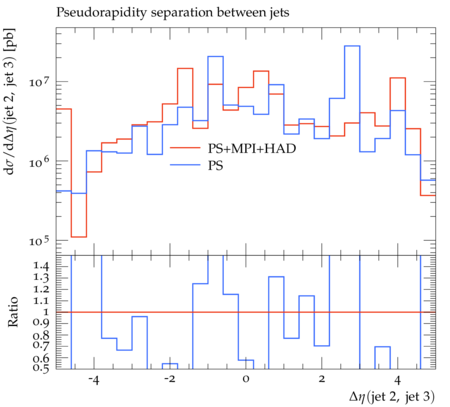 Pseudorapidity separation between jets
dσ/dΔη(jet 2, jet 3) [pb]
10⁷
10⁶
10⁵
PS+MPI+HAD
PS
Ratio
1.4
1.3
1.2
1.1
1
0.9
0.8
0.7
0.6
0.5
-4 -2 0 2 4
Δη(jet 2, jet 3)